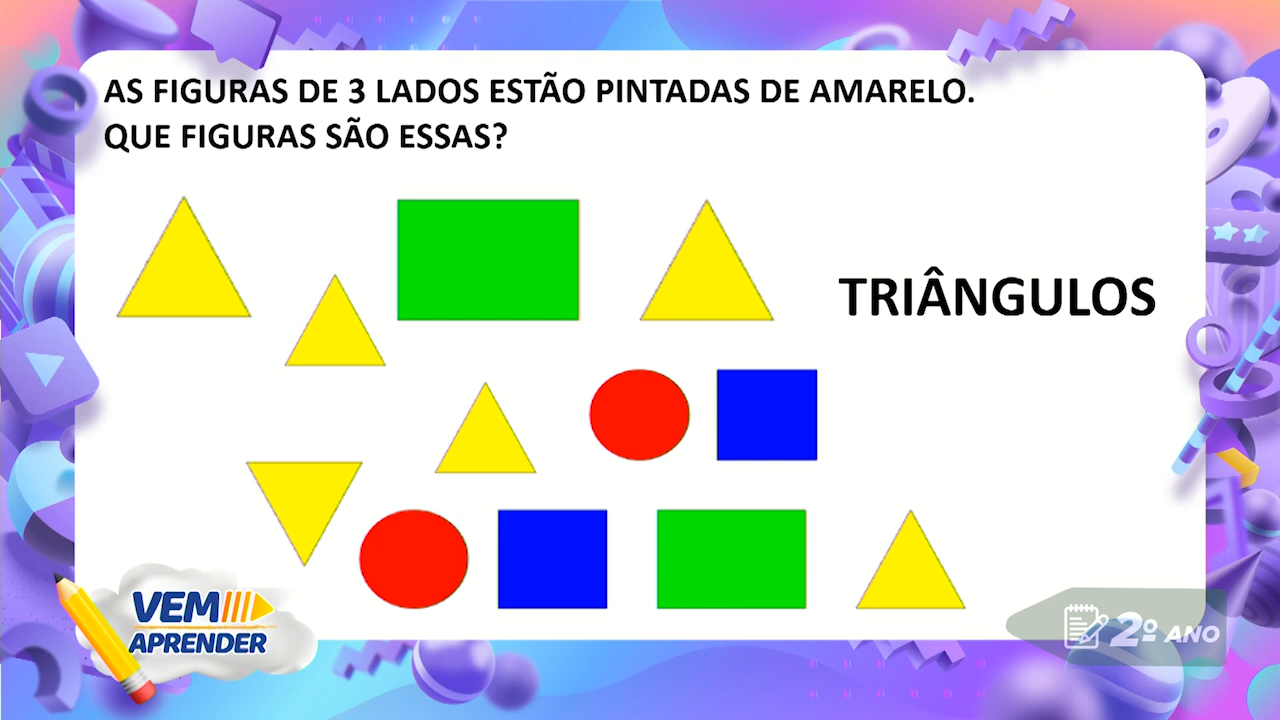 AS FIGURAS DE 3 LADOS ESTÃO PINTADAS DE AMARELO.
QUE FIGURAS SÃO ESSAS?
TRIÂNGULOS
VEM
APRENDER
2º ANO